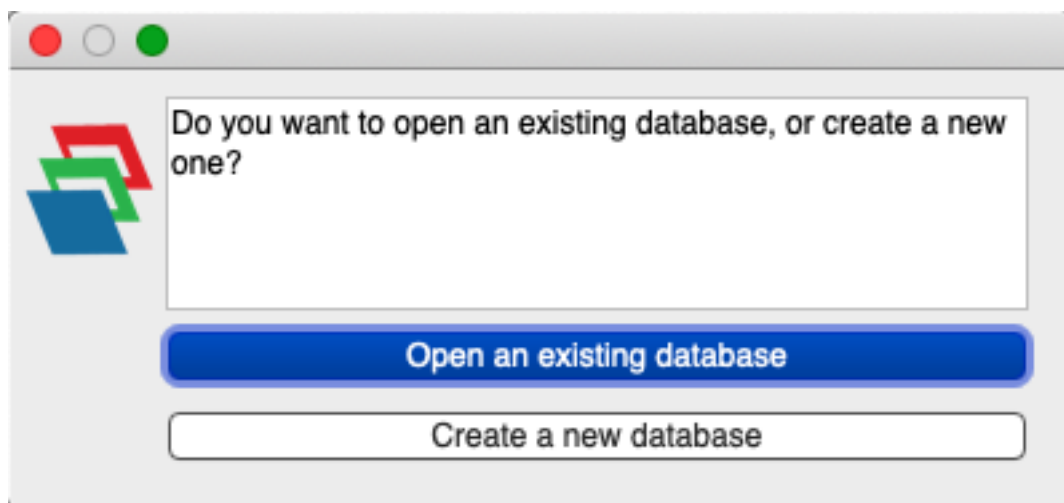 Do you want to open an existing database, or create a new
one?
Open an existing database
Create a new database